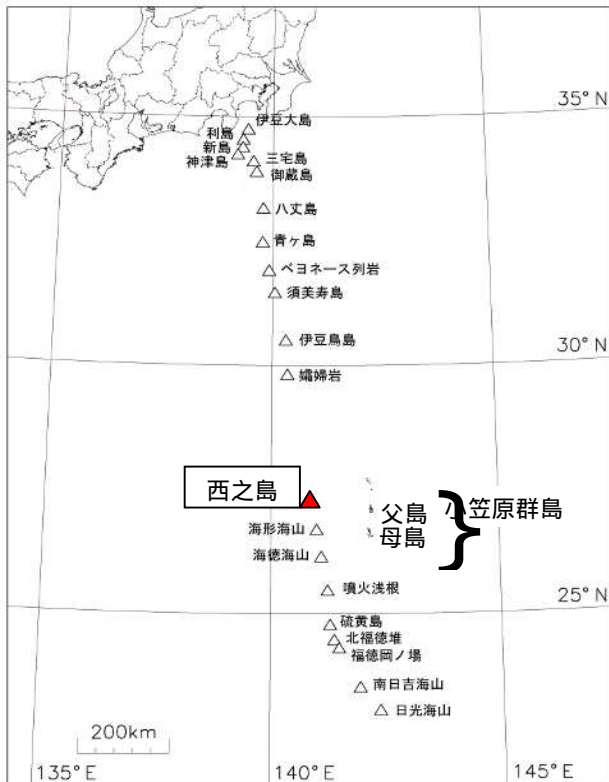 35°N
伊豆大島
利島
新島
神津島
三宅島
御蔵島
八丈島
青ヶ島
ベヨネース列岩
須美寿島
伊豆鳥島
30°N
孀婦岩
西之島
父島
母島
小笠原群島
海形海山
海徳海山
噴火浅根
25°N
硫黄島
北福徳堆
福徳岡ノ場
南日吉海山
日光海山
200km
135°E
140°E
145°E